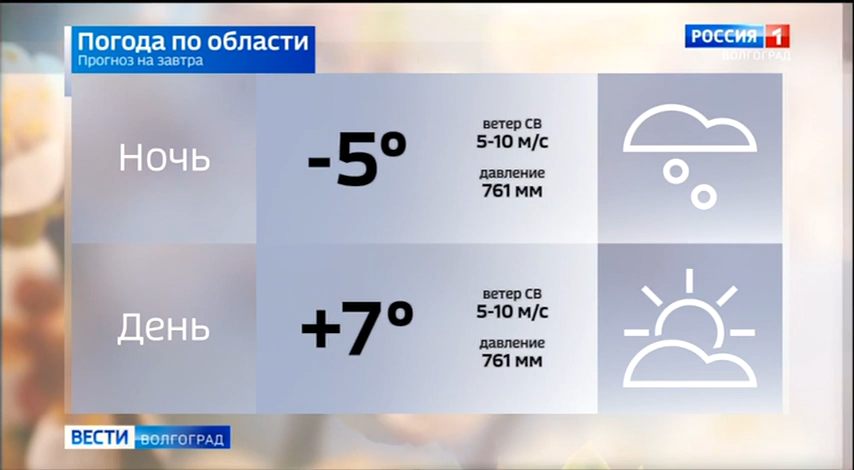 Погода по области
Прогноз на завтра
РОССИЯ 1
ВОЛГОГРАД
Ночь
-5°
ветер СВ
5-10 м/с
давление
761 мм
День
+7°
ветер СВ
5-10 м/с
давление
761 мм
ВЕСТИ ВОЛГОГРАД